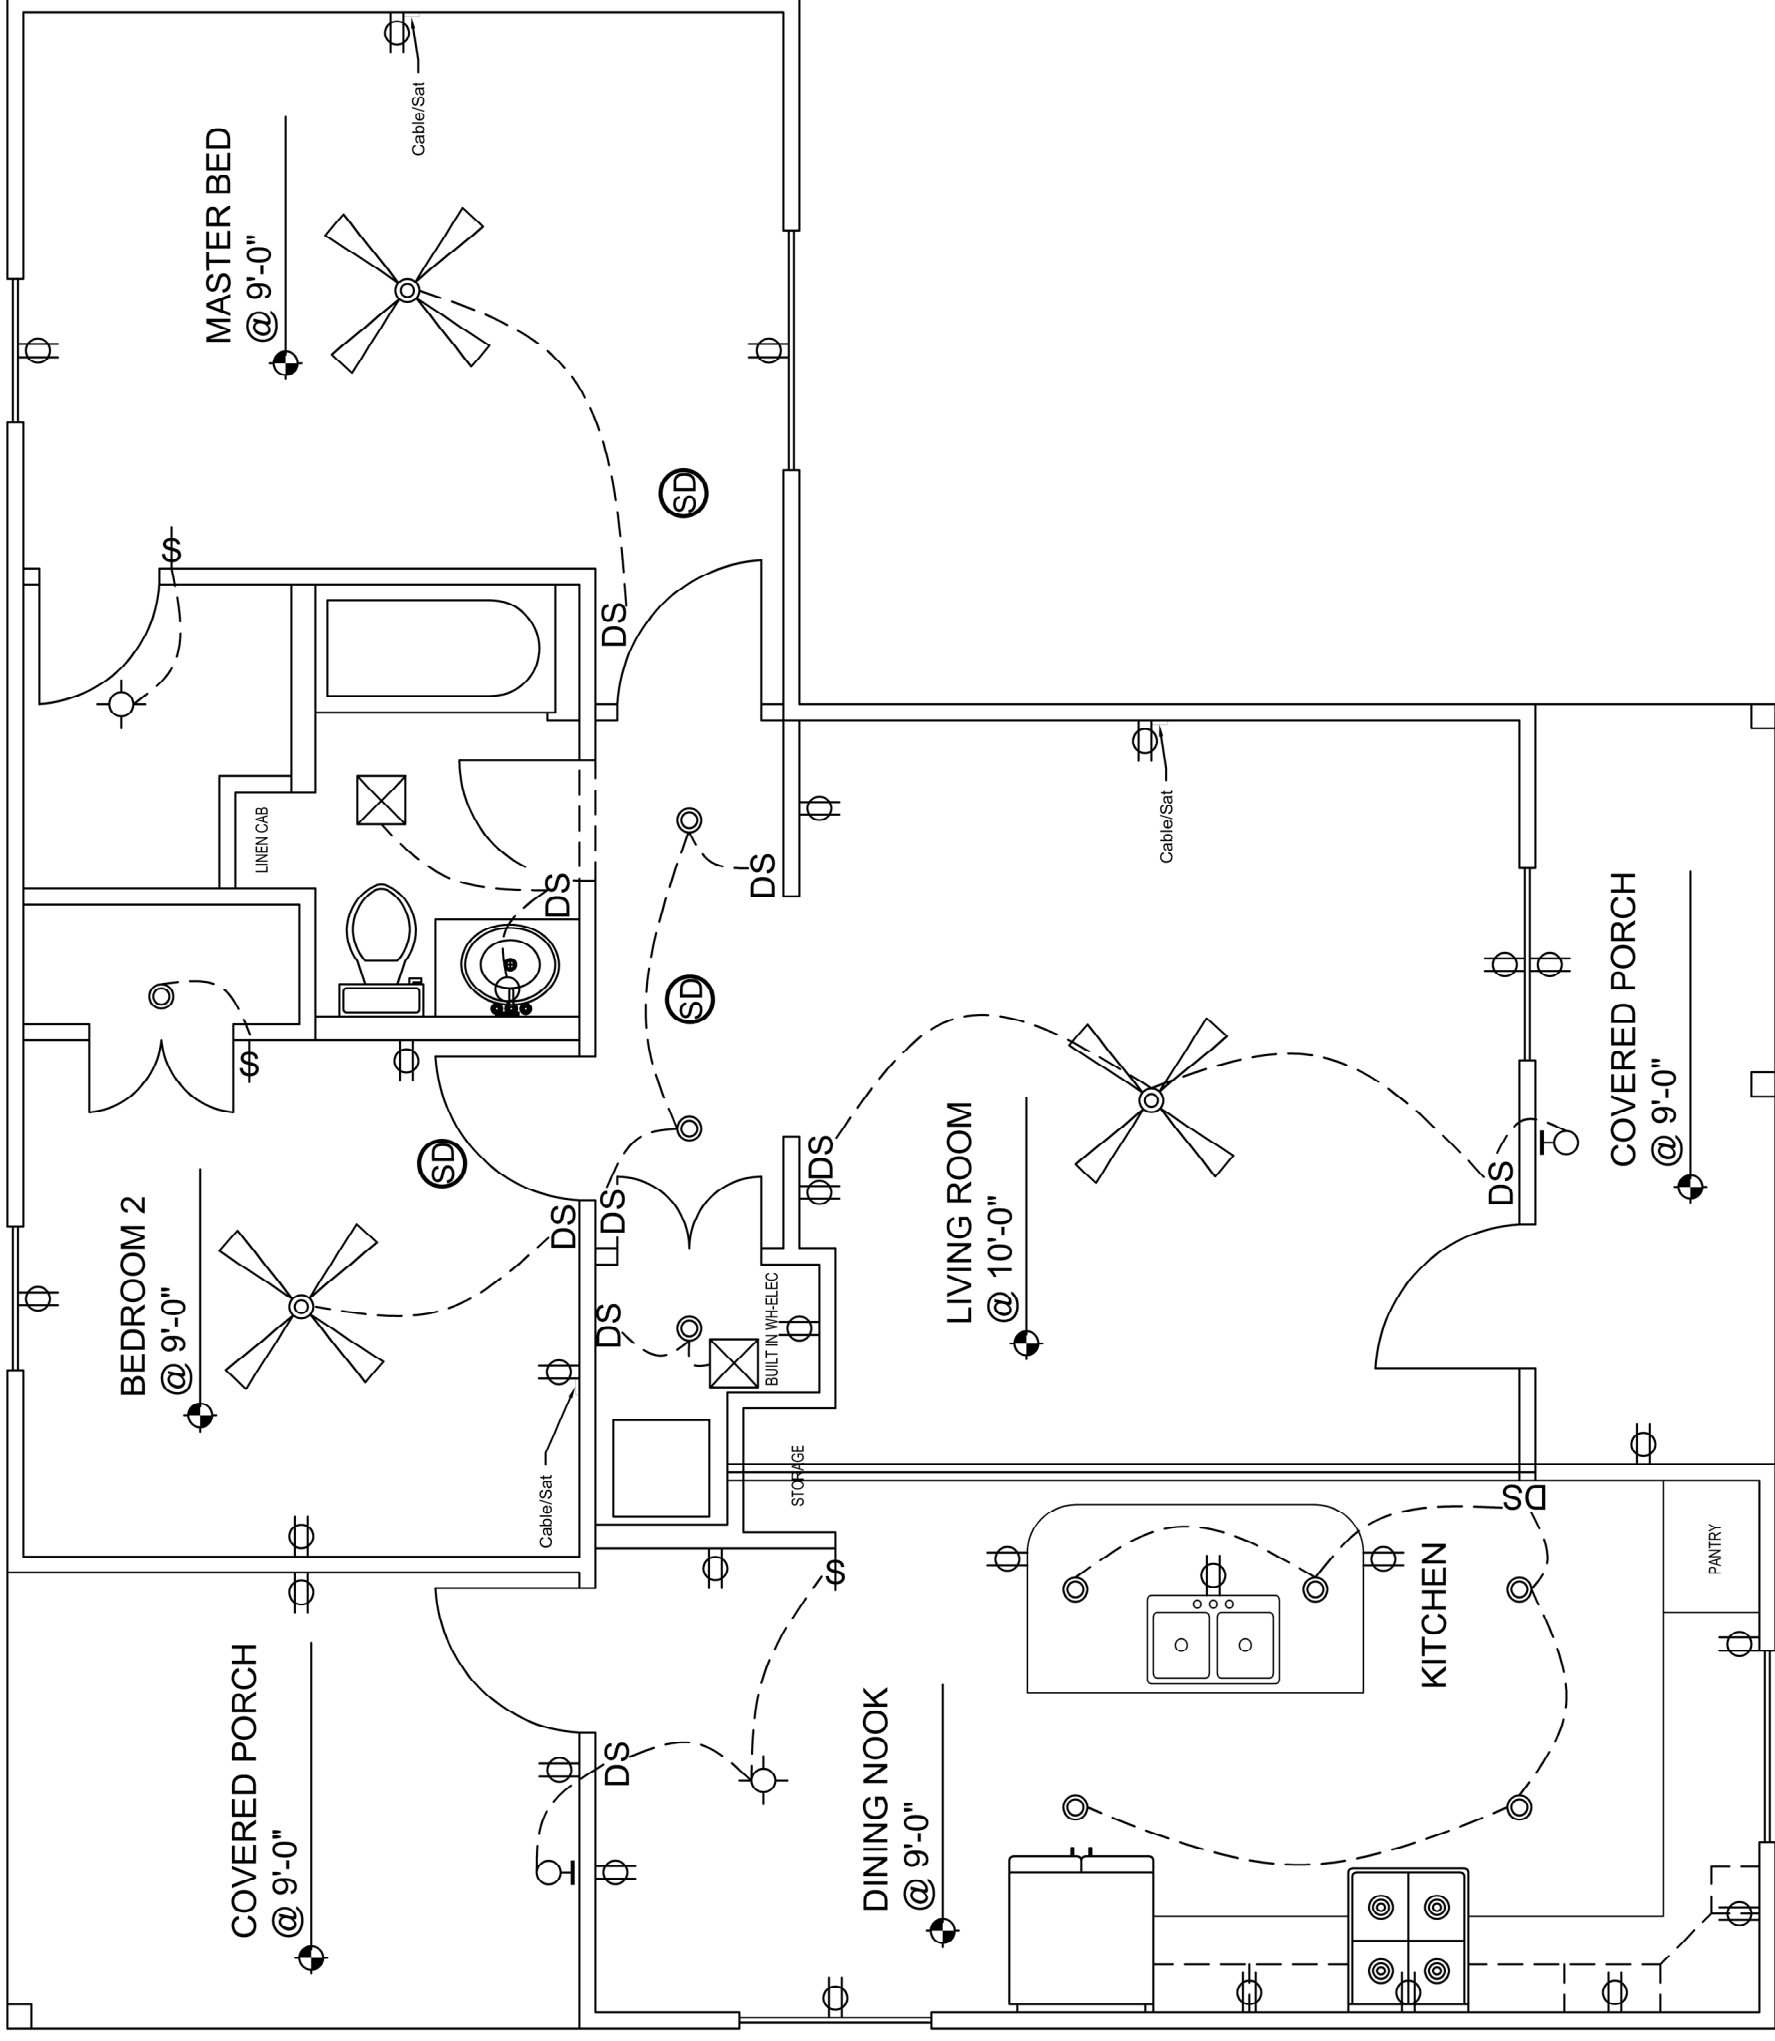 MASTER BED
@ 9'-0"
Cable/Sat
SD
$
DS
LINEN CAB
DS
DS
SD
$
SD
BEDROOM 2
@ 9'-0"
DS
DS
DS
BUILT IN WH-ELEC
Cable/Sat
STORAGE
Cable/Sat
LIVING ROOM
@ 10'-0"
DS
DS
COVERED PORCH
@ 9'-0"
COVERED PORCH
@ 9'-0"
DS
$
DINING NOOK
@ 9'-0"
KITCHEN
DS
PANTRY